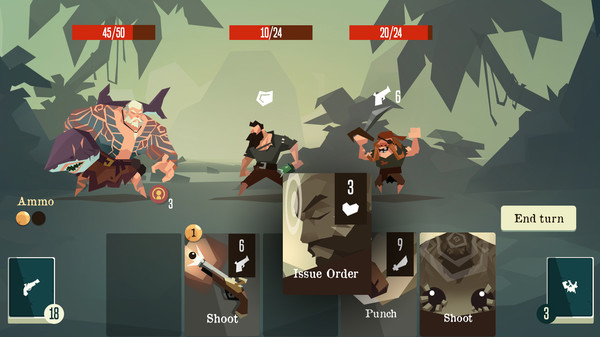 45/50
10/24
20/24
6
3
Ammo
3
End turn
1
6
9
Issue Order
Punch
Shoot
Shoot
18
3